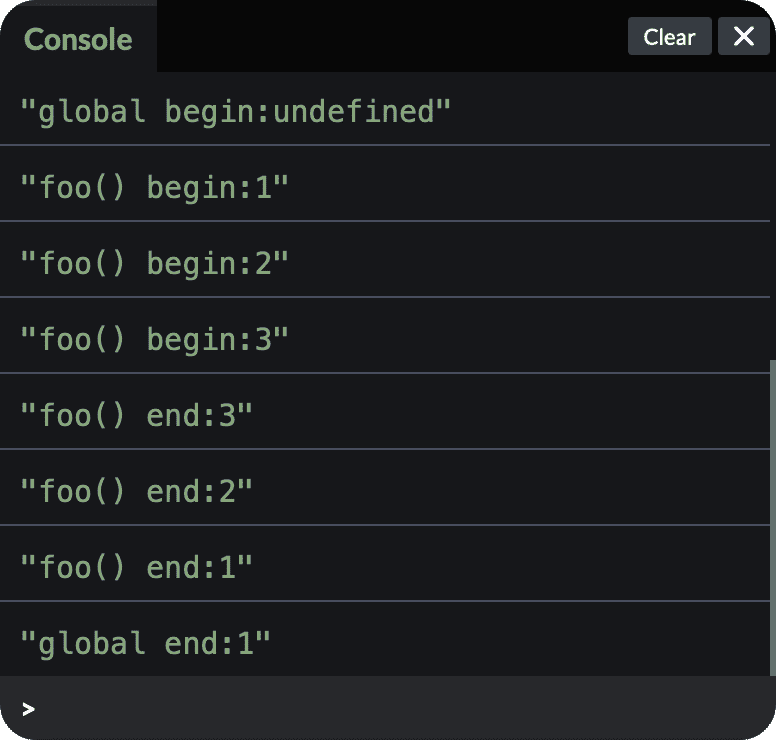 Console
Clear
"global begin:undefined"
"foo() begin:1"
"foo() begin:2"
"foo() begin:3"
"foo() end:3"
"foo() end:2"
"foo() end:1"
"global end:1"
>